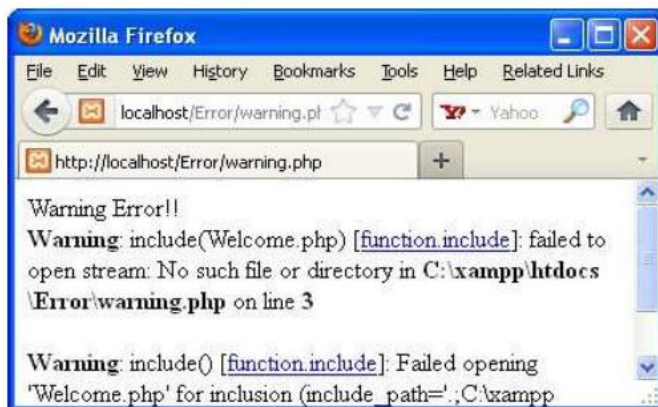 Mozilla Firefox
File Edit View History Bookmarks Tools Help Related Links
localhost/Error/warning.pl Yahoo
http://localhost/Error/warning.php
Warning Error!!
Warning: include(Welcome.php) [function.include]: failed to
open stream: No such file or directory in C:\xampp\htdocs
\Error\warning.php on line 3
Warning: include() [function.include]: Failed opening
'Welcome.php' for inclusion (include_path='.;C:\xampp